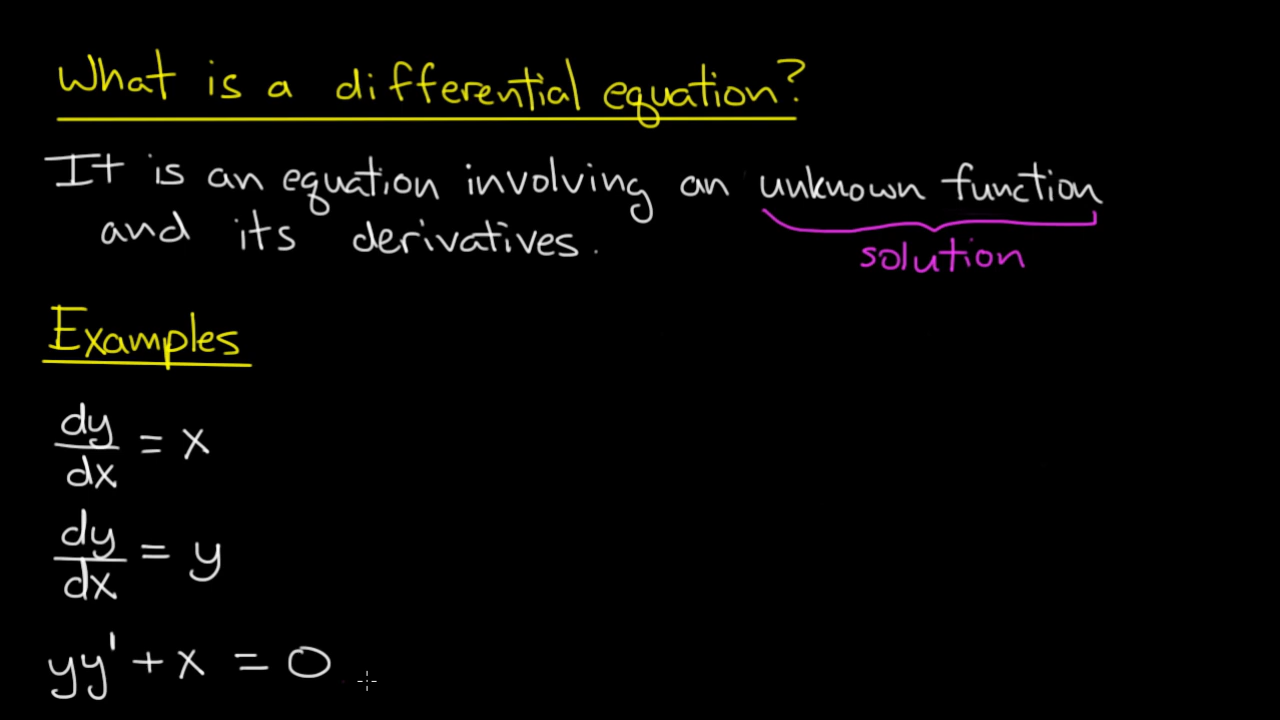 What is a differential equation?
It is an equation involving an unknown function
and its derivatives.
solution
Examples
dy/dx = x
dy/dx = y
yy' + x = 0